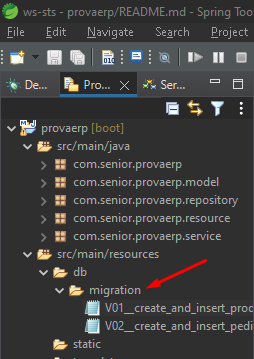 ws-sts - provaerp/README.md - Spring Too
File Edit Navigate Search Project
De... Pro... Ser...
provaerp [boot]
src/main/java
com.senior.provaerp
com.senior.provaerp.model
com.senior.provaerp.repository
com.senior.provaerp.resource
com.senior.provaerp.service
src/main/resources
db
migration
V01__create_and_insert_prod
V02__create_and_insert_pedi
static